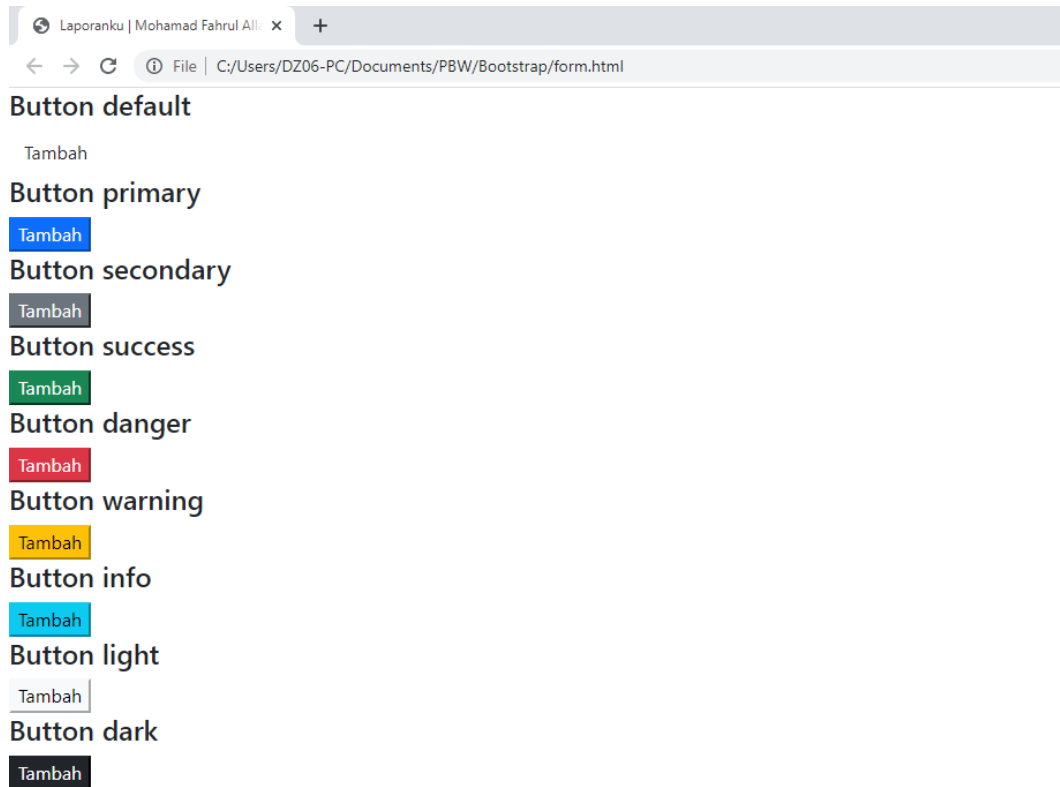 Laporanku | Mohamad Fahrul All
File | C:/Users/DZ06-PC/Documents/PBW/Bootstrap/form.html
Button default
Tambah
Button primary
Tambah
Button secondary
Tambah
Button success
Tambah
Button danger
Tambah
Button warning
Tambah
Button info
Tambah
Button light
Tambah
Button dark
Tambah